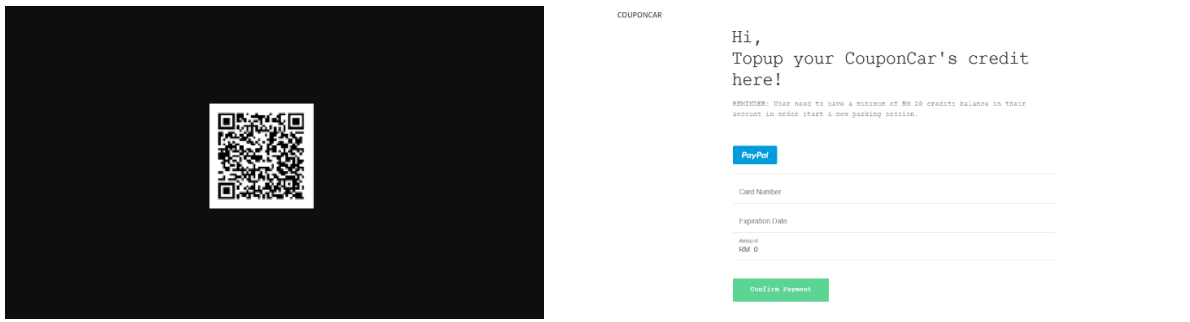 COUPONCAR
Hi,
Topup your CouponCar's credit
here!
REMINDER: User need to have a minimum of RM 20 credits balance in their
account in order start a new parking session.
PayPal
Card Number
Expiration Date
Amount
RM 0
Confirm Payment